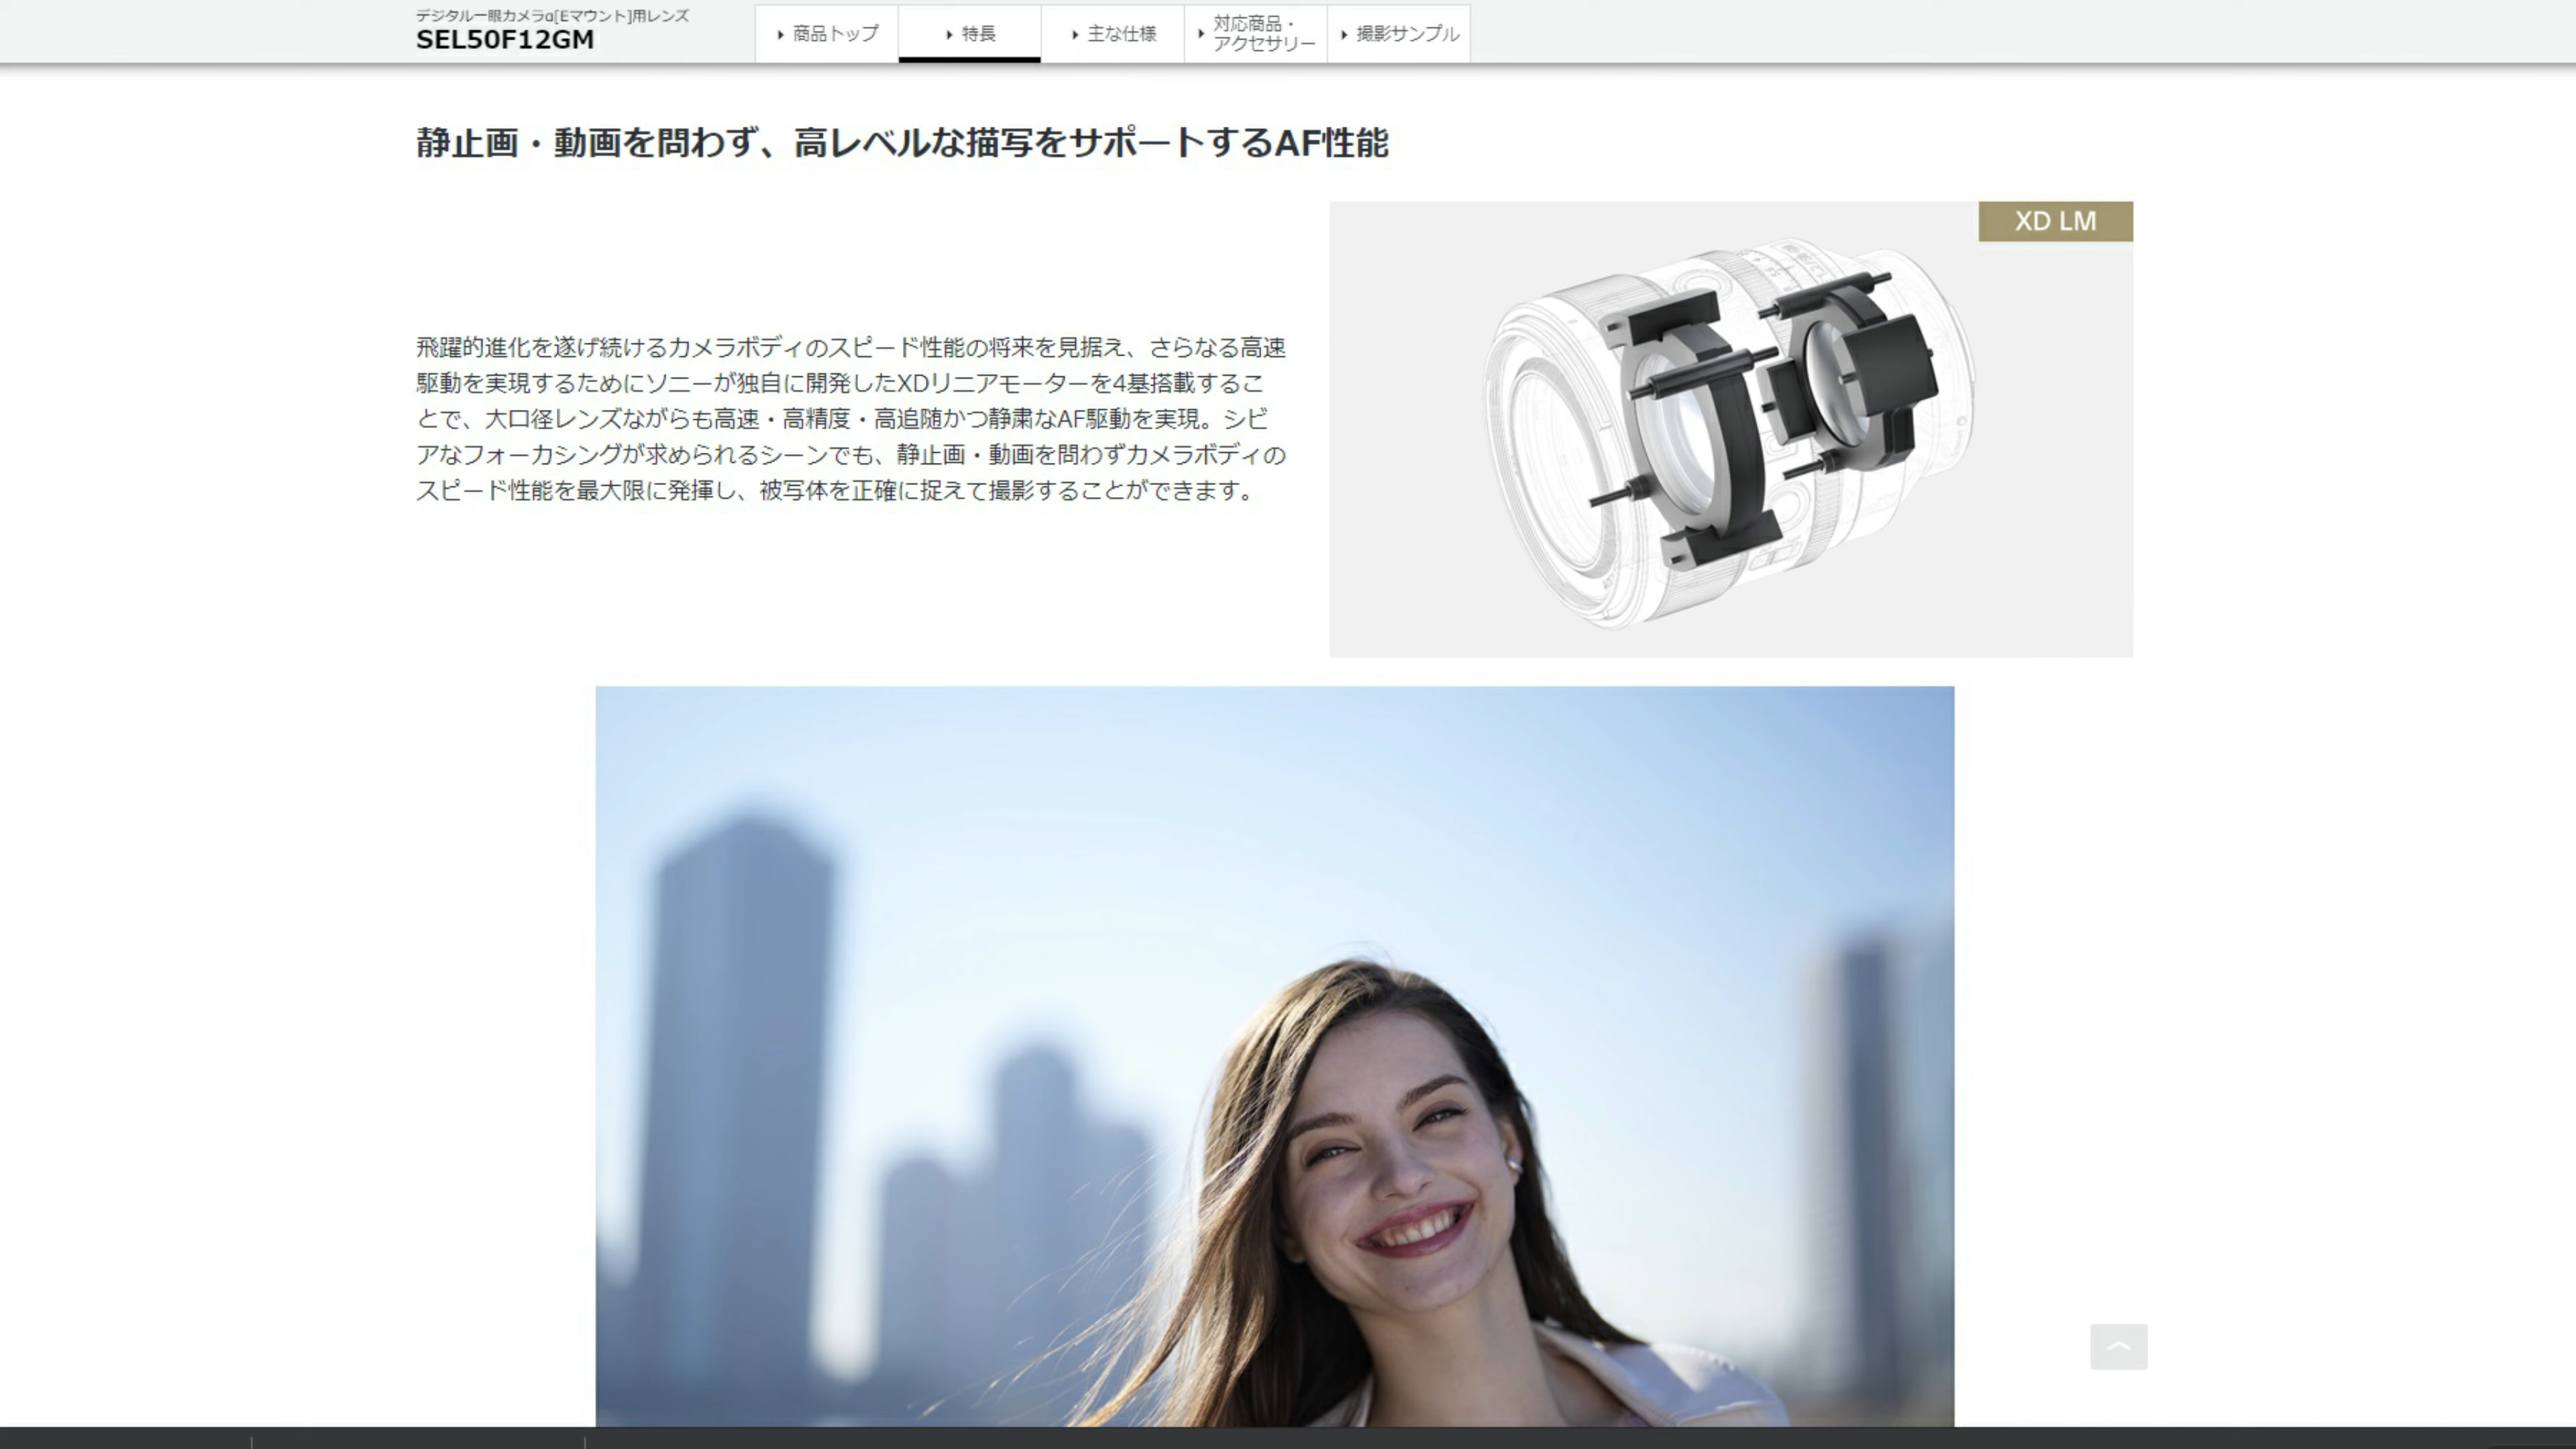 デジタル一眼カメラα[Eマウント]用レンズ
SEL50F12GM
商品トップ
特長
主な仕様
対応商品・
アクセサリー
撮影サンプル
静止画・動画を問わず、高レベルな描写をサポートするAF性能
XD LM
飛躍的進化を遂げ続けるカメラボディのスピード性能の将来を見据え、さらなる高速
駆動を実現するためにソニーが独自に開発したXDリニアモーターを4基搭載するこ
とで、大口径レンズながらも高速・高精度・高追随かつ静粛なAF駆動を実現。シビ
アなフォーカシングが求められるシーンでも、静止画・動画を問わずカメラボディの
スピード性能を最大限に発揮し、被写体を正確に捉えて撮影することができます。